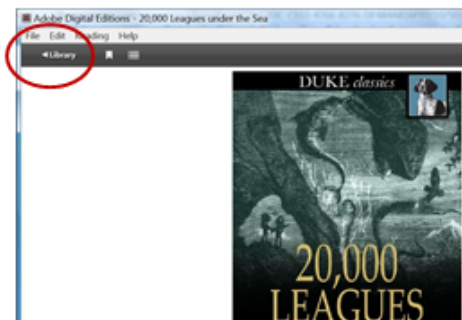 Adobe Digital Editions - 20,000 Leagues under the Sea
File Edit Reading Help
◄Library
DUKE classics
20,000
LEAGUES